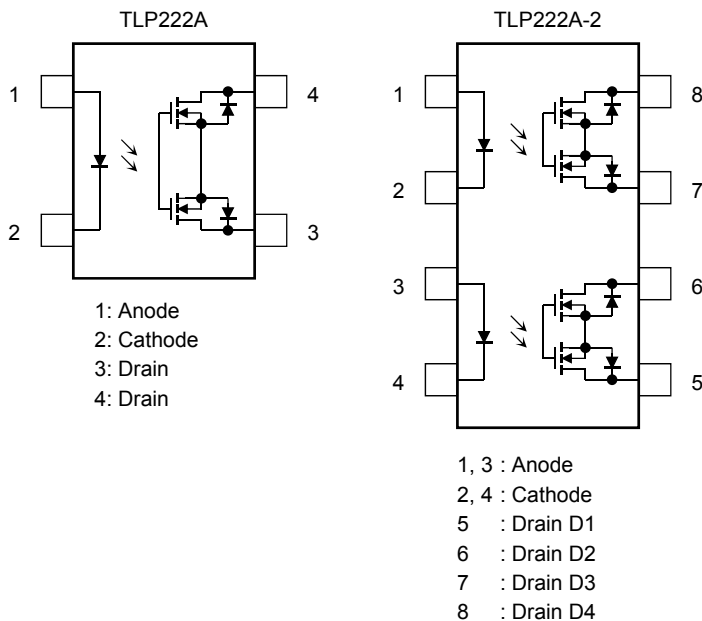 TLP222A
1
4
2
3
1: Anode
2: Cathode
3: Drain
4: Drain
TLP222A-2
1
8
2
7
3
6
4
5
1, 3 : Anode
2, 4 : Cathode
5 : Drain D1
6 : Drain D2
7 : Drain D3
8 : Drain D4